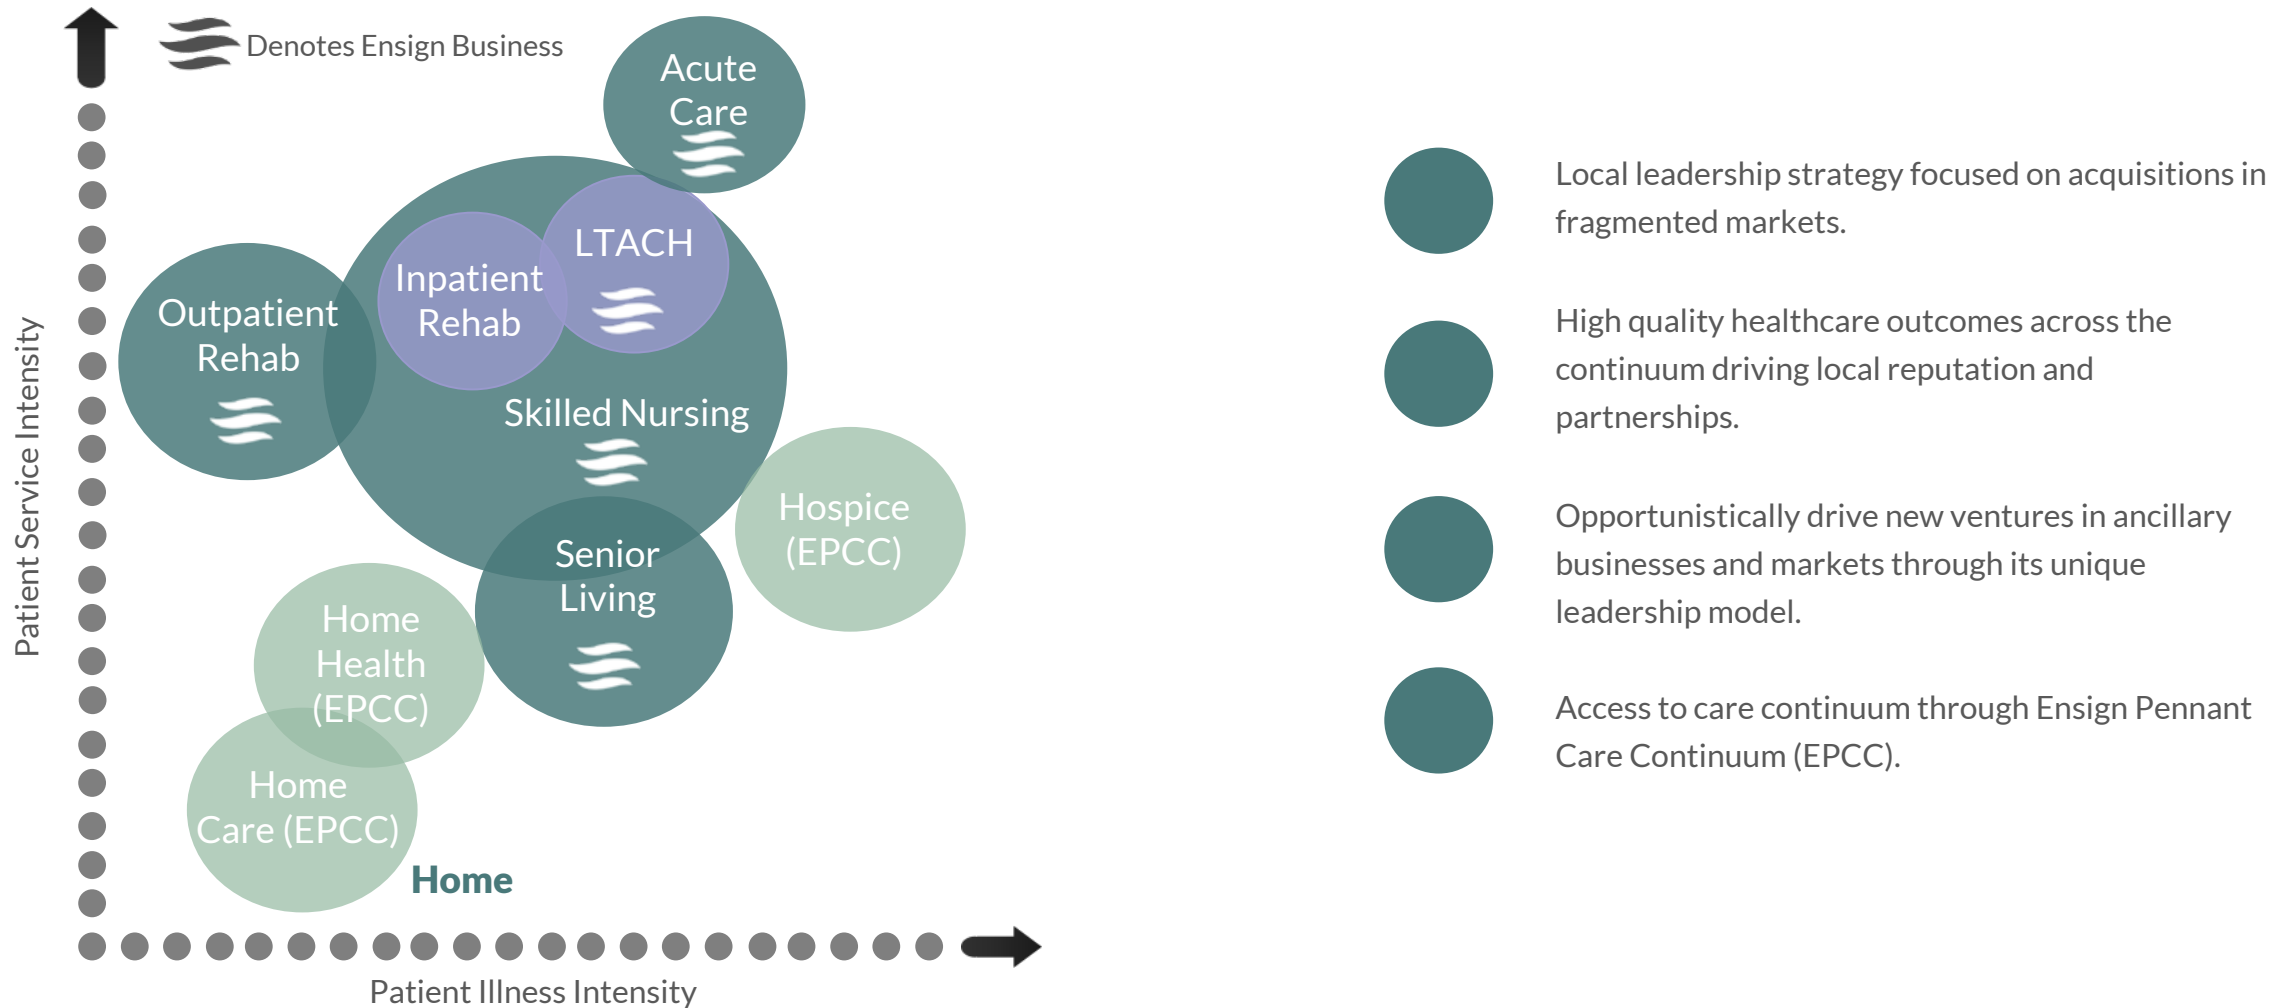 Denotes Ensign Business
Acute
Care
LTACH
Inpatient
Rehab
Outpatient
Rehab
Skilled Nursing
Hospice
(EPCC)
Senior
Living
Home
Health
(EPCC)
Home
Care (EPCC)
Home
Patient Service Intensity
Patient Illness Intensity
Local leadership strategy focused on acquisitions in
fragmented markets.
High quality healthcare outcomes across the
continuum driving local reputation and
partnerships.
Opportunistically drive new ventures in ancillary
businesses and markets through its unique
leadership model.
Access to care continuum through Ensign Pennant
Care Continuum (EPCC).